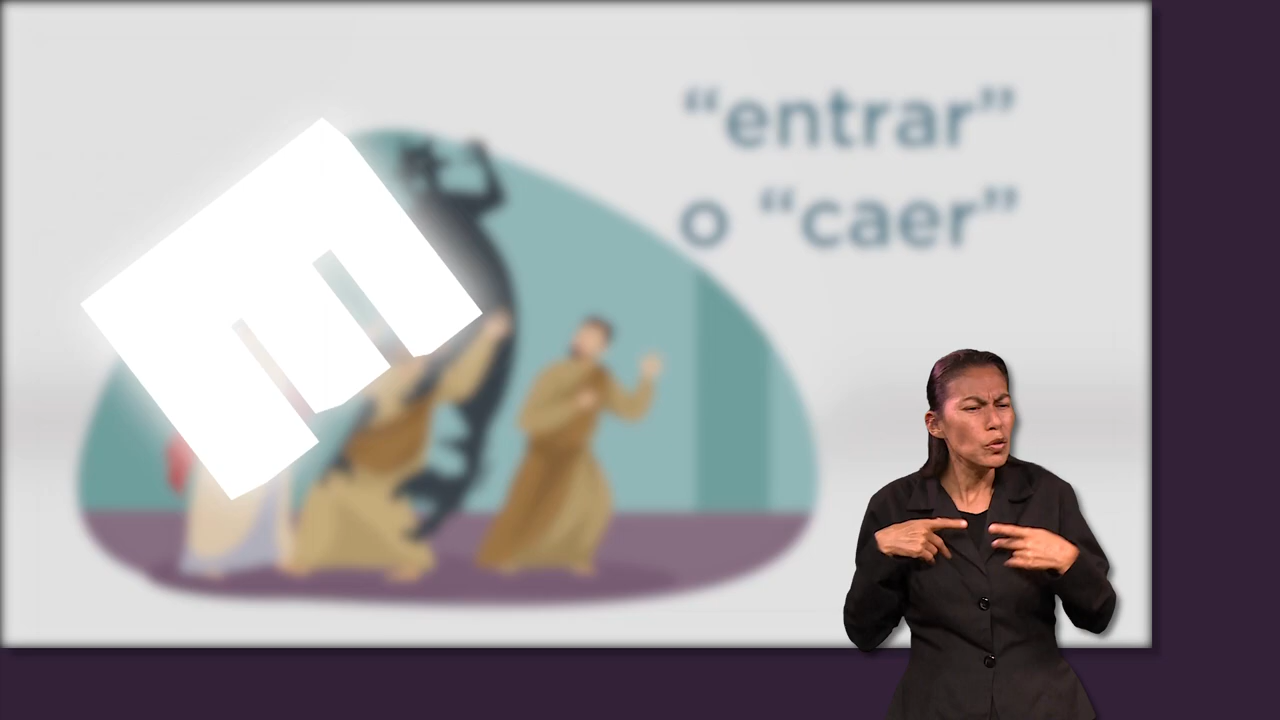 “entrar”
o “caer”
E